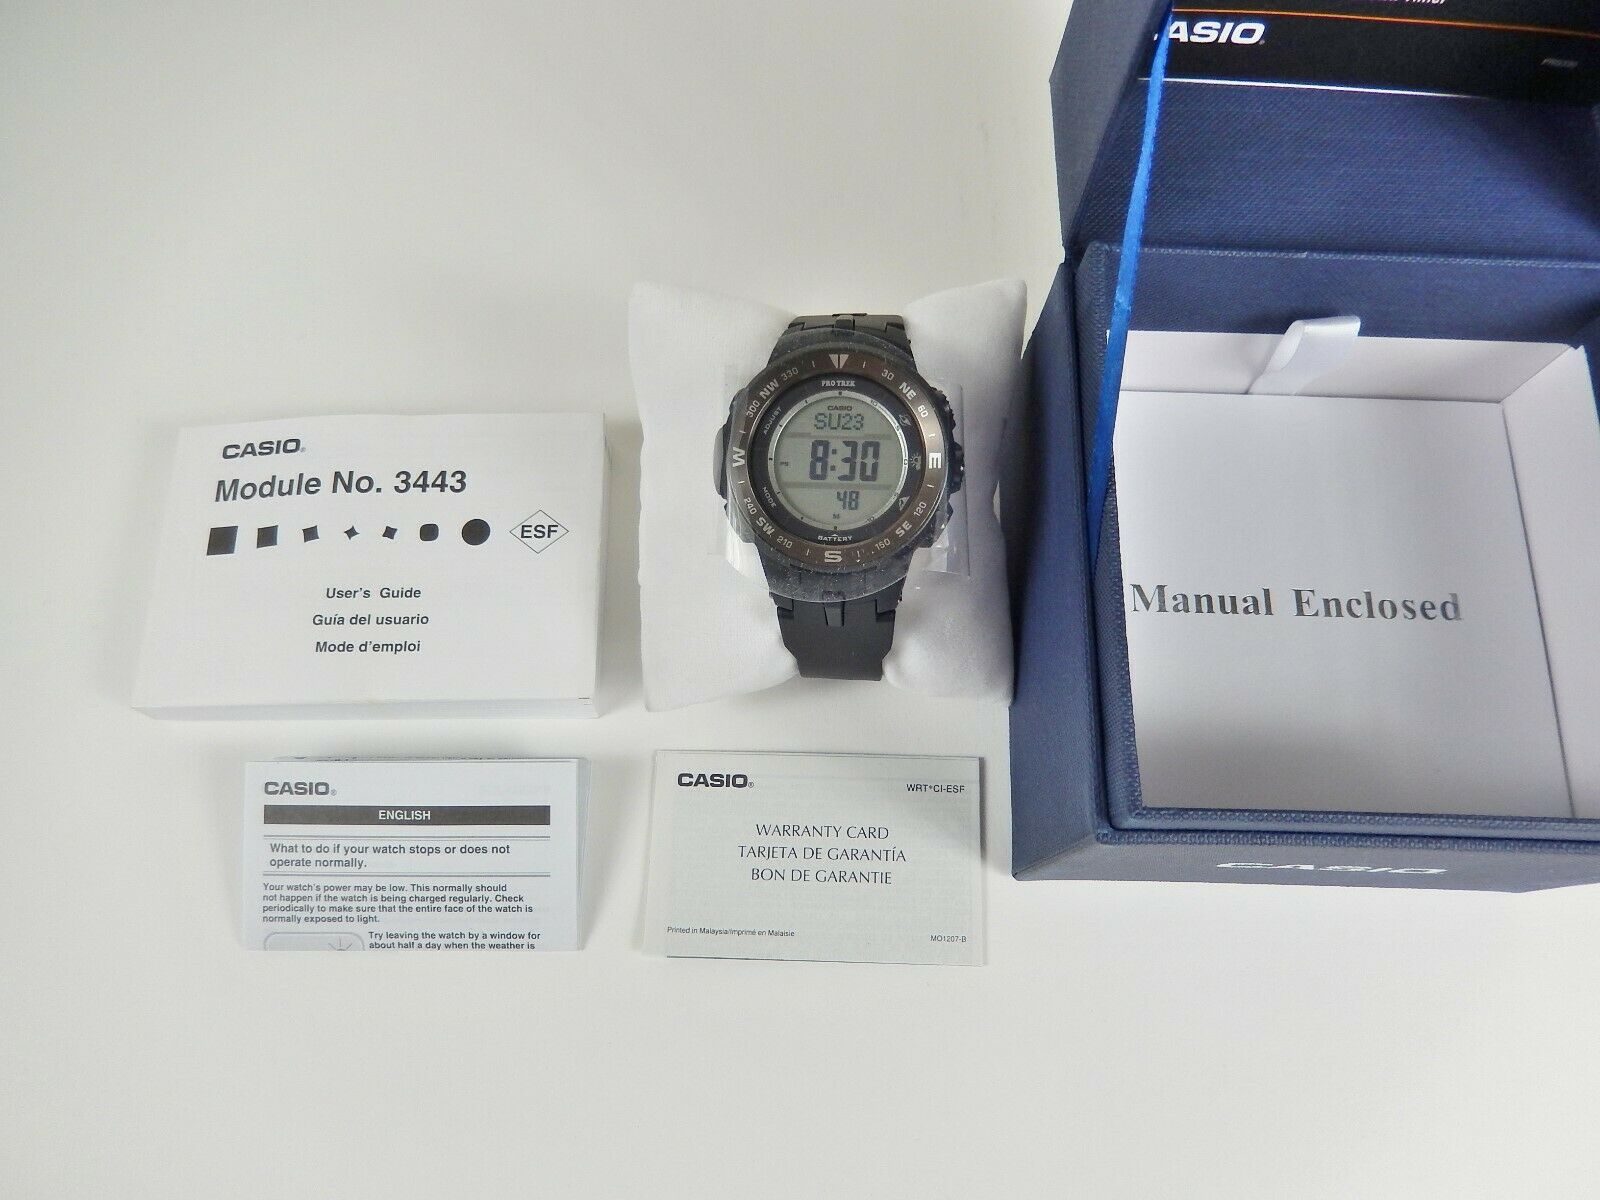 CASIO®
Module No. 3443
ESF
User's Guide
Guía del usuario
Mode d'emploi
CASIO®
ENGLISH
What to do if your watch stops or does not
operate normally.
Your watch's power may be low. This normally should
not happen if the watch is being charged regularly. Check
periodically to make sure that the entire face of the watch is
normally exposed to light.
Try leaving the watch by a window for
about half a day when the weather is
330 30
NW NE
300 60
W E
240 120
SW SE
210 150
S
PRO TREK
ADJUST
MODE
BATTERY
CASIO
SU23
8:30
48
CASIO®
WRT*CI-ESF
WARRANTY CARD
TARJETA DE GARANTÍA
BON DE GARANTIE
Printed in Malaysia/Imprimé en Malaisie
MO1207-B
ASIO®
Manual Enclosed
CASIO